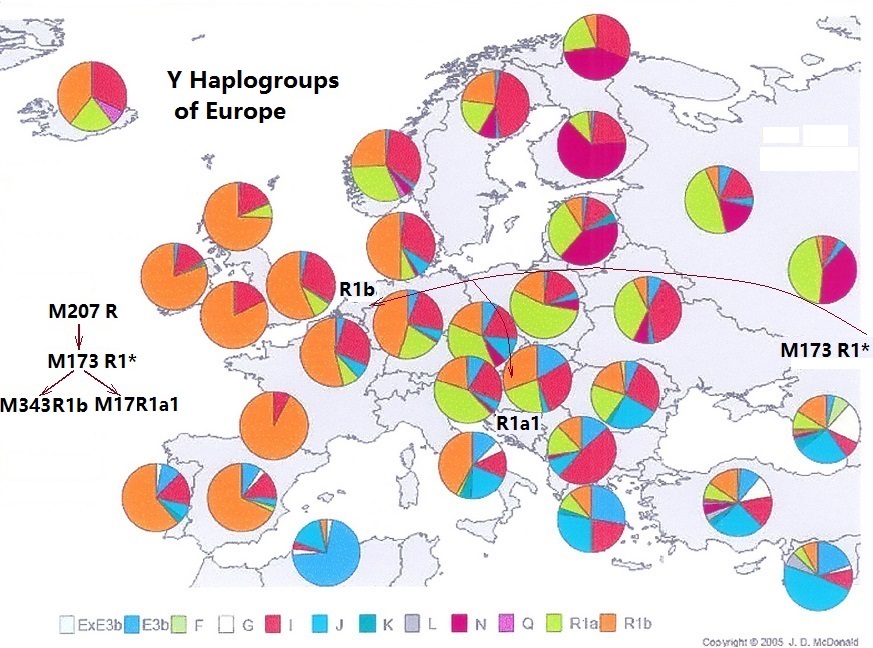 Y Haplogroups
of Europe
R1b
M207 R
M173 R1*
M173 R1*
M343R1b M17R1a1
R1a1
ExE3b E3b F G I J K L N Q R1a R1b
Copyright © 2005 J. D. McDonald